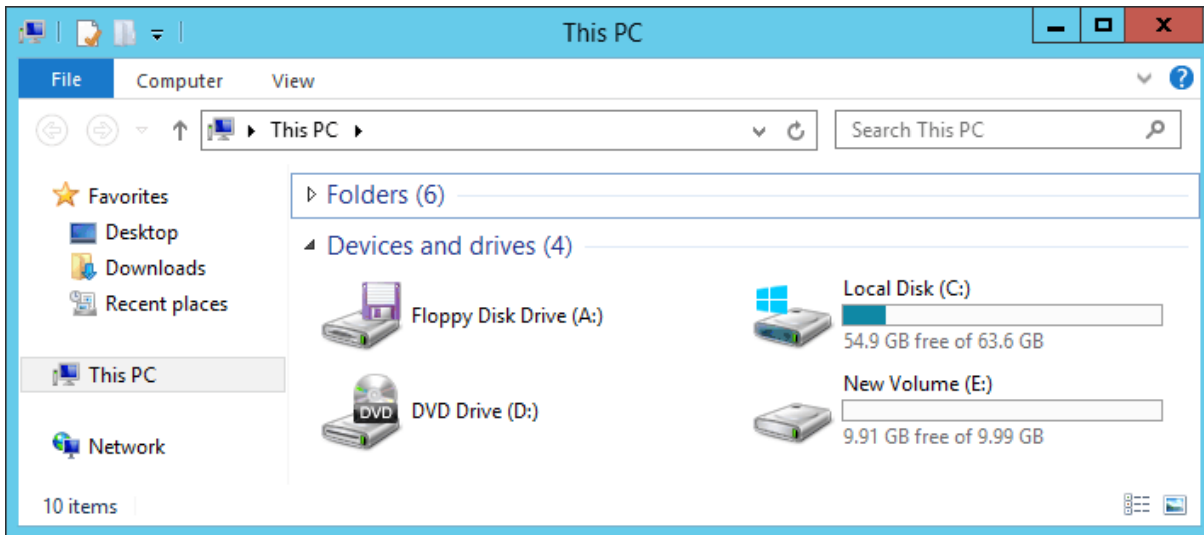 This PC
File Computer View
This PC
Search This PC
Favorites
Desktop
Downloads
Recent places
This PC
Network
Folders (6)
Devices and drives (4)
Floppy Disk Drive (A:)
Local Disk (C:)
54.9 GB free of 63.6 GB
DVD
DVD Drive (D:)
New Volume (E:)
9.91 GB free of 9.99 GB
10 items